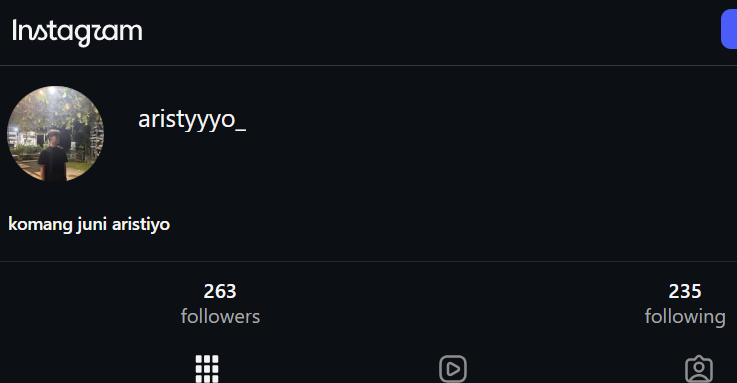 Instagram
aristyyyo_
komang juni aristiyo
263
followers
235
following